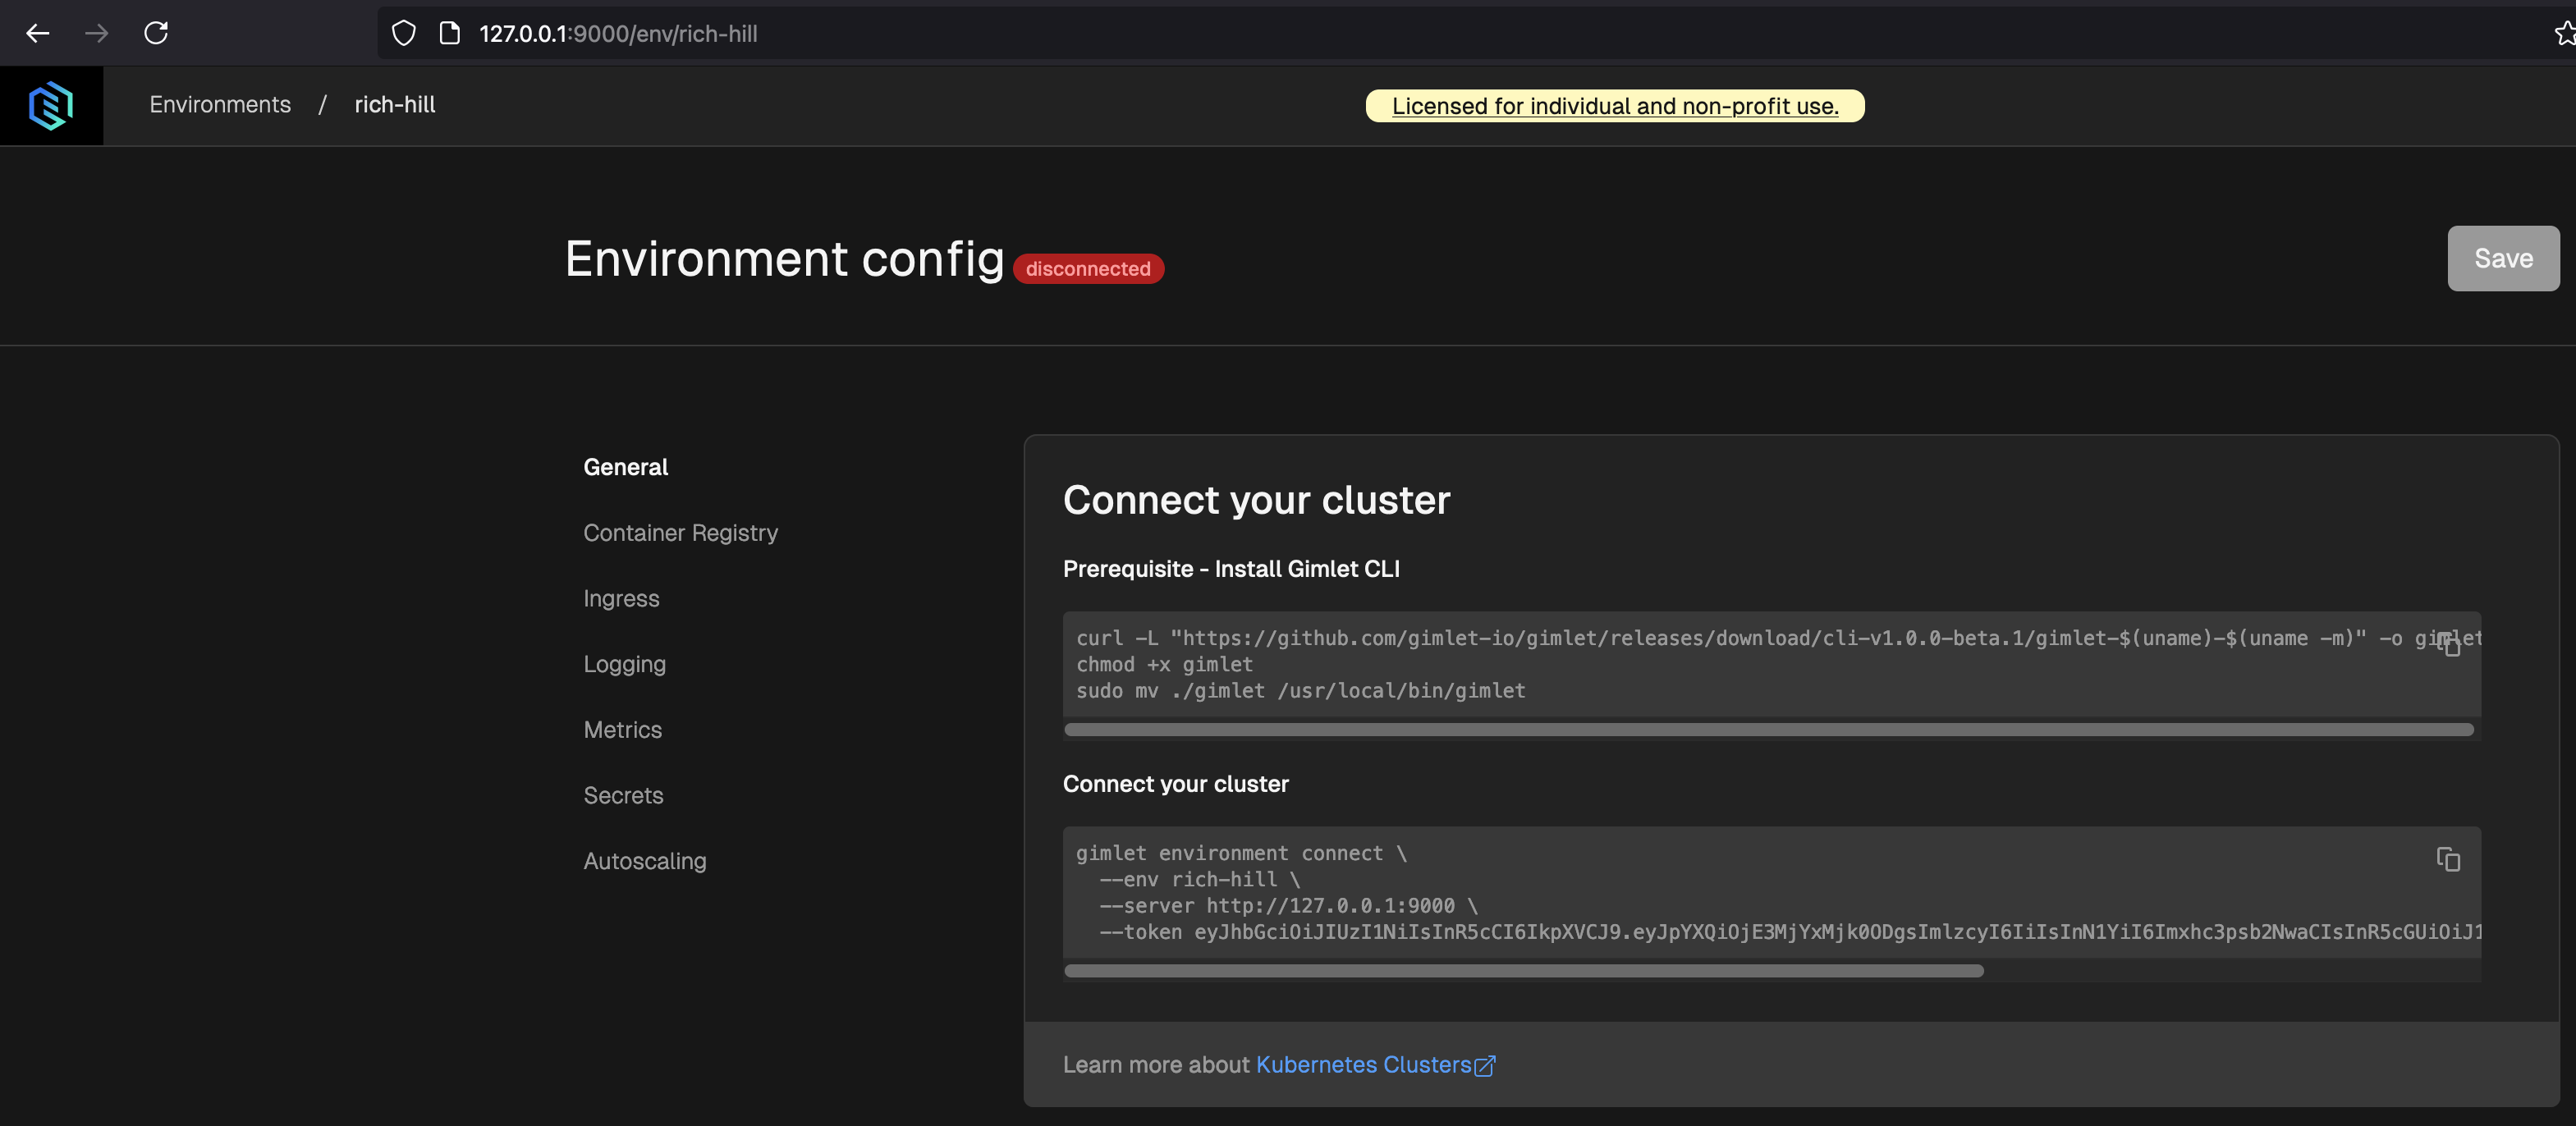 127.0.0.1:9000/env/rich-hill
Environments / rich-hill
Licensed for individual and non-profit use.
Environment config disconnected
Save
General
Container Registry
Ingress
Logging
Metrics
Secrets
Autoscaling
Connect your cluster
Prerequisite - Install Gimlet CLI
curl -L "https://github.com/gimlet-io/gimlet/releases/download/cli-v1.0.0-beta.1/gimlet-$(uname)-$(uname -m)" -o gimlet
chmod +x gimlet
sudo mv ./gimlet /usr/local/bin/gimlet
Connect your cluster
gimlet environment connect \
--env rich-hill \
--server http://127.0.0.1:9000 \
--token eyJhbGciOiJIUzI1NiIsInR5cCI6IkpXVCJ9.eyJpYXQiOjE3MjYxMjk0ODgsImlzcyI6IiIsInN1YiI6Imxhc3psb2NwaCIsInR5cGUiOiJ1
Learn more about Kubernetes Clusters